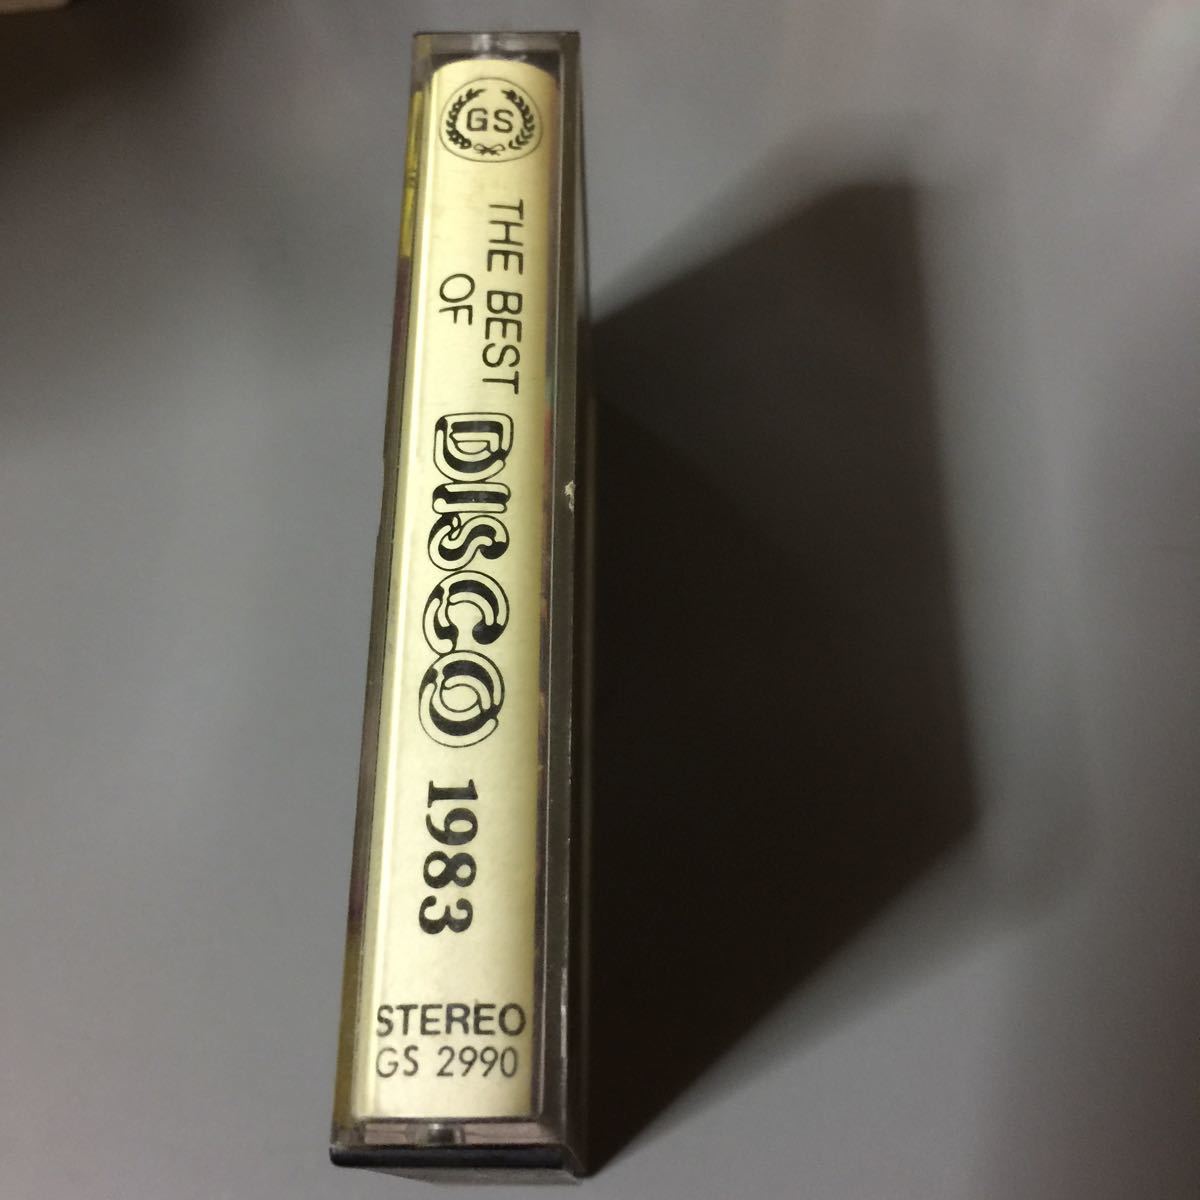 GS
THE BEST
OF
DISCO 1983
STEREO
GS 2990